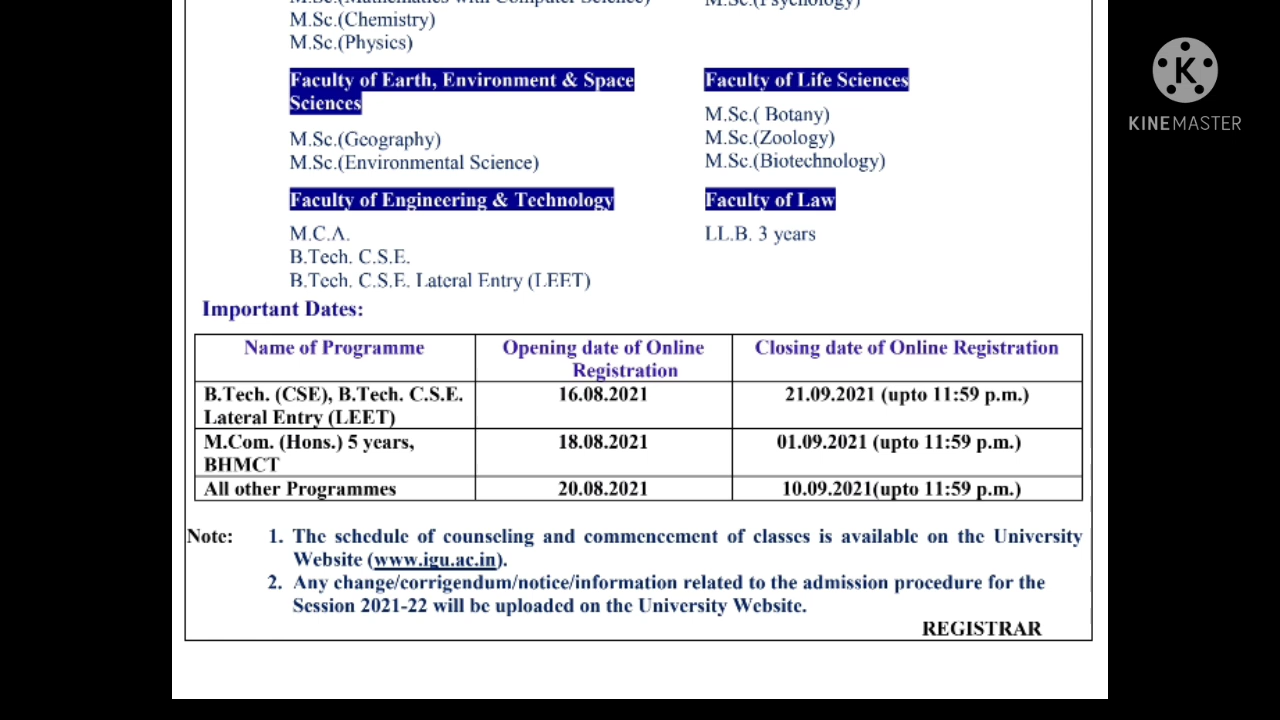 M.Sc.(Mathematics with Computer Science)
M.Sc.(Psychology)
M.Sc.(Chemistry)
M.Sc.(Physics)
Faculty of Earth, Environment & Space
Sciences
M.Sc.(Geography)
M.Sc.(Environmental Science)
Faculty of Life Sciences
M.Sc.( Botany)
M.Sc.(Zoology)
M.Sc.(Biotechnology)
Faculty of Engineering & Technology
M.C.A.
B.Tech. C.S.E.
B.Tech. C.S.E. Lateral Entry (LEET)
Faculty of Law
LL.B. 3 years
Important Dates:
Name of Programme
Opening date of Online
Registration
Closing date of Online Registration
B.Tech. (CSE), B.Tech. C.S.E.
Lateral Entry (LEET)
16.08.2021
21.09.2021 (upto 11:59 p.m.)
M.Com. (Hons.) 5 years,
BHMCT
18.08.2021
01.09.2021 (upto 11:59 p.m.)
All other Programmes
20.08.2021
10.09.2021(upto 11:59 p.m.)
Note: 1. The schedule of counseling and commencement of classes is available on the University
Website (www.igu.ac.in).
2. Any change/corrigendum/notice/information related to the admission procedure for the
Session 2021-22 will be uploaded on the University Website.
REGISTRAR
K
KINEMASTER